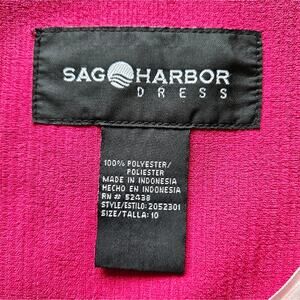 SAG HARBOR
DRESS
100% POLYESTER/
POLIESTER
MADE IN INDONESIA
HECHO EN INDONESIA
RN # 52438
STYLE/ESTILO: 2052301
SIZE/TALLA: 10